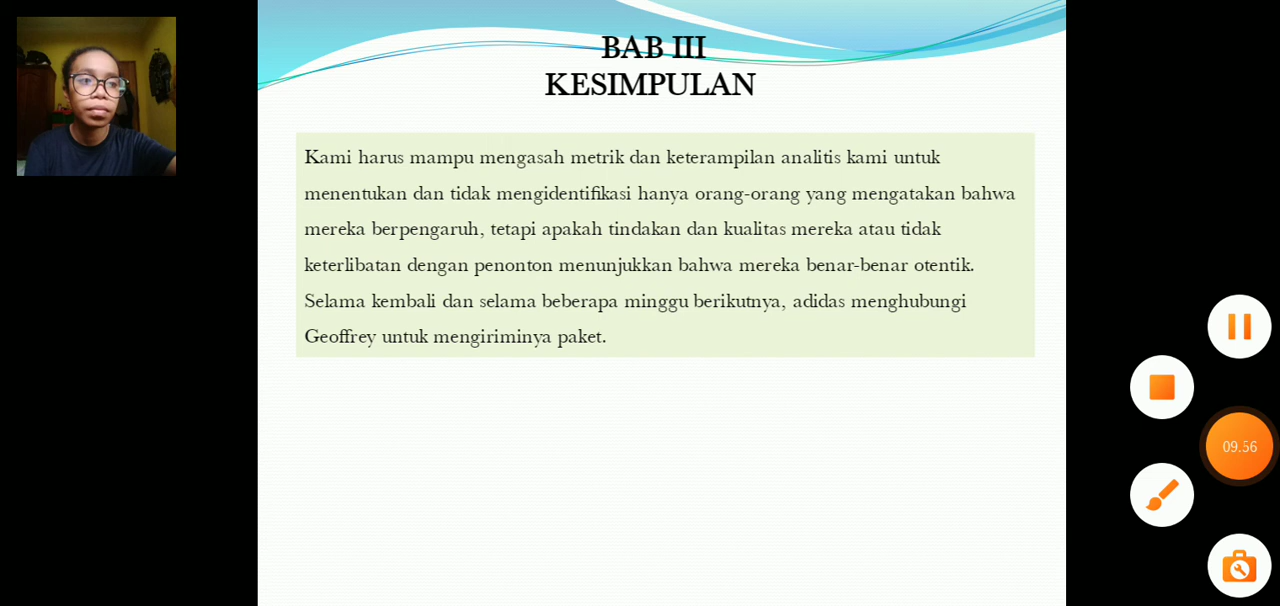 BAB III
KESIMPULAN
Kami harus mampu mengasah metrik dan keterampilan analitis kami untuk
menentukan dan tidak mengidentifikasi hanya orang-orang yang mengatakan bahwa
mereka berpengaruh, tetapi apakah tindakan dan kualitas mereka atau tidak
keterlibatan dengan penonton menunjukkan bahwa mereka benar-benar otentik.
Selama kembali dan selama beberapa minggu berikutnya, adidas menghubungi
Geoffrey untuk mengiriminya paket.
09.56